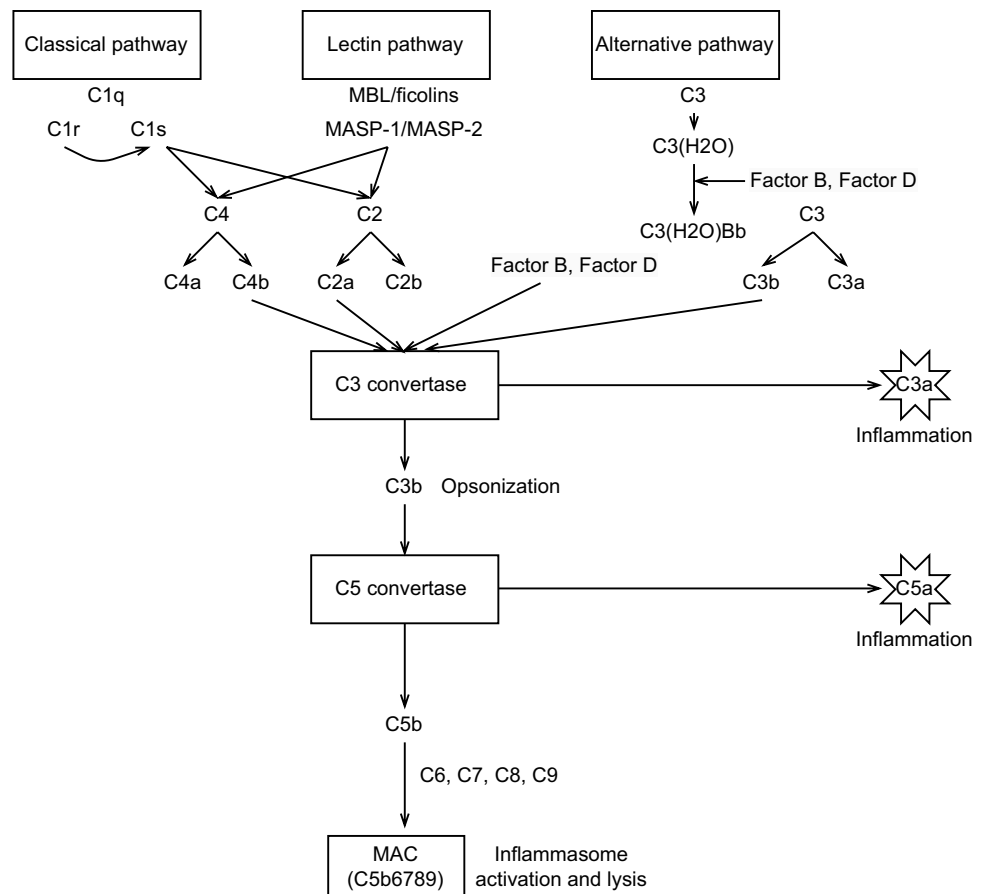 Classical pathway
Lectin pathway
Alternative pathway
C1q
MBL/ficolins
C3
C1r
C1s
MASP-1/MASP-2
C3(H2O)
Factor B, Factor D
C4
C2
C3(H2O)Bb
C3
C4a
C4b
C2a
C2b
Factor B, Factor D
C3b
C3a
C3 convertase
C3a
Inflammation
C3b
Opsonization
C5 convertase
C5a
Inflammation
C5b
C6, C7, C8, C9
MAC
(C5b6789)
Inflammasome
activation and lysis